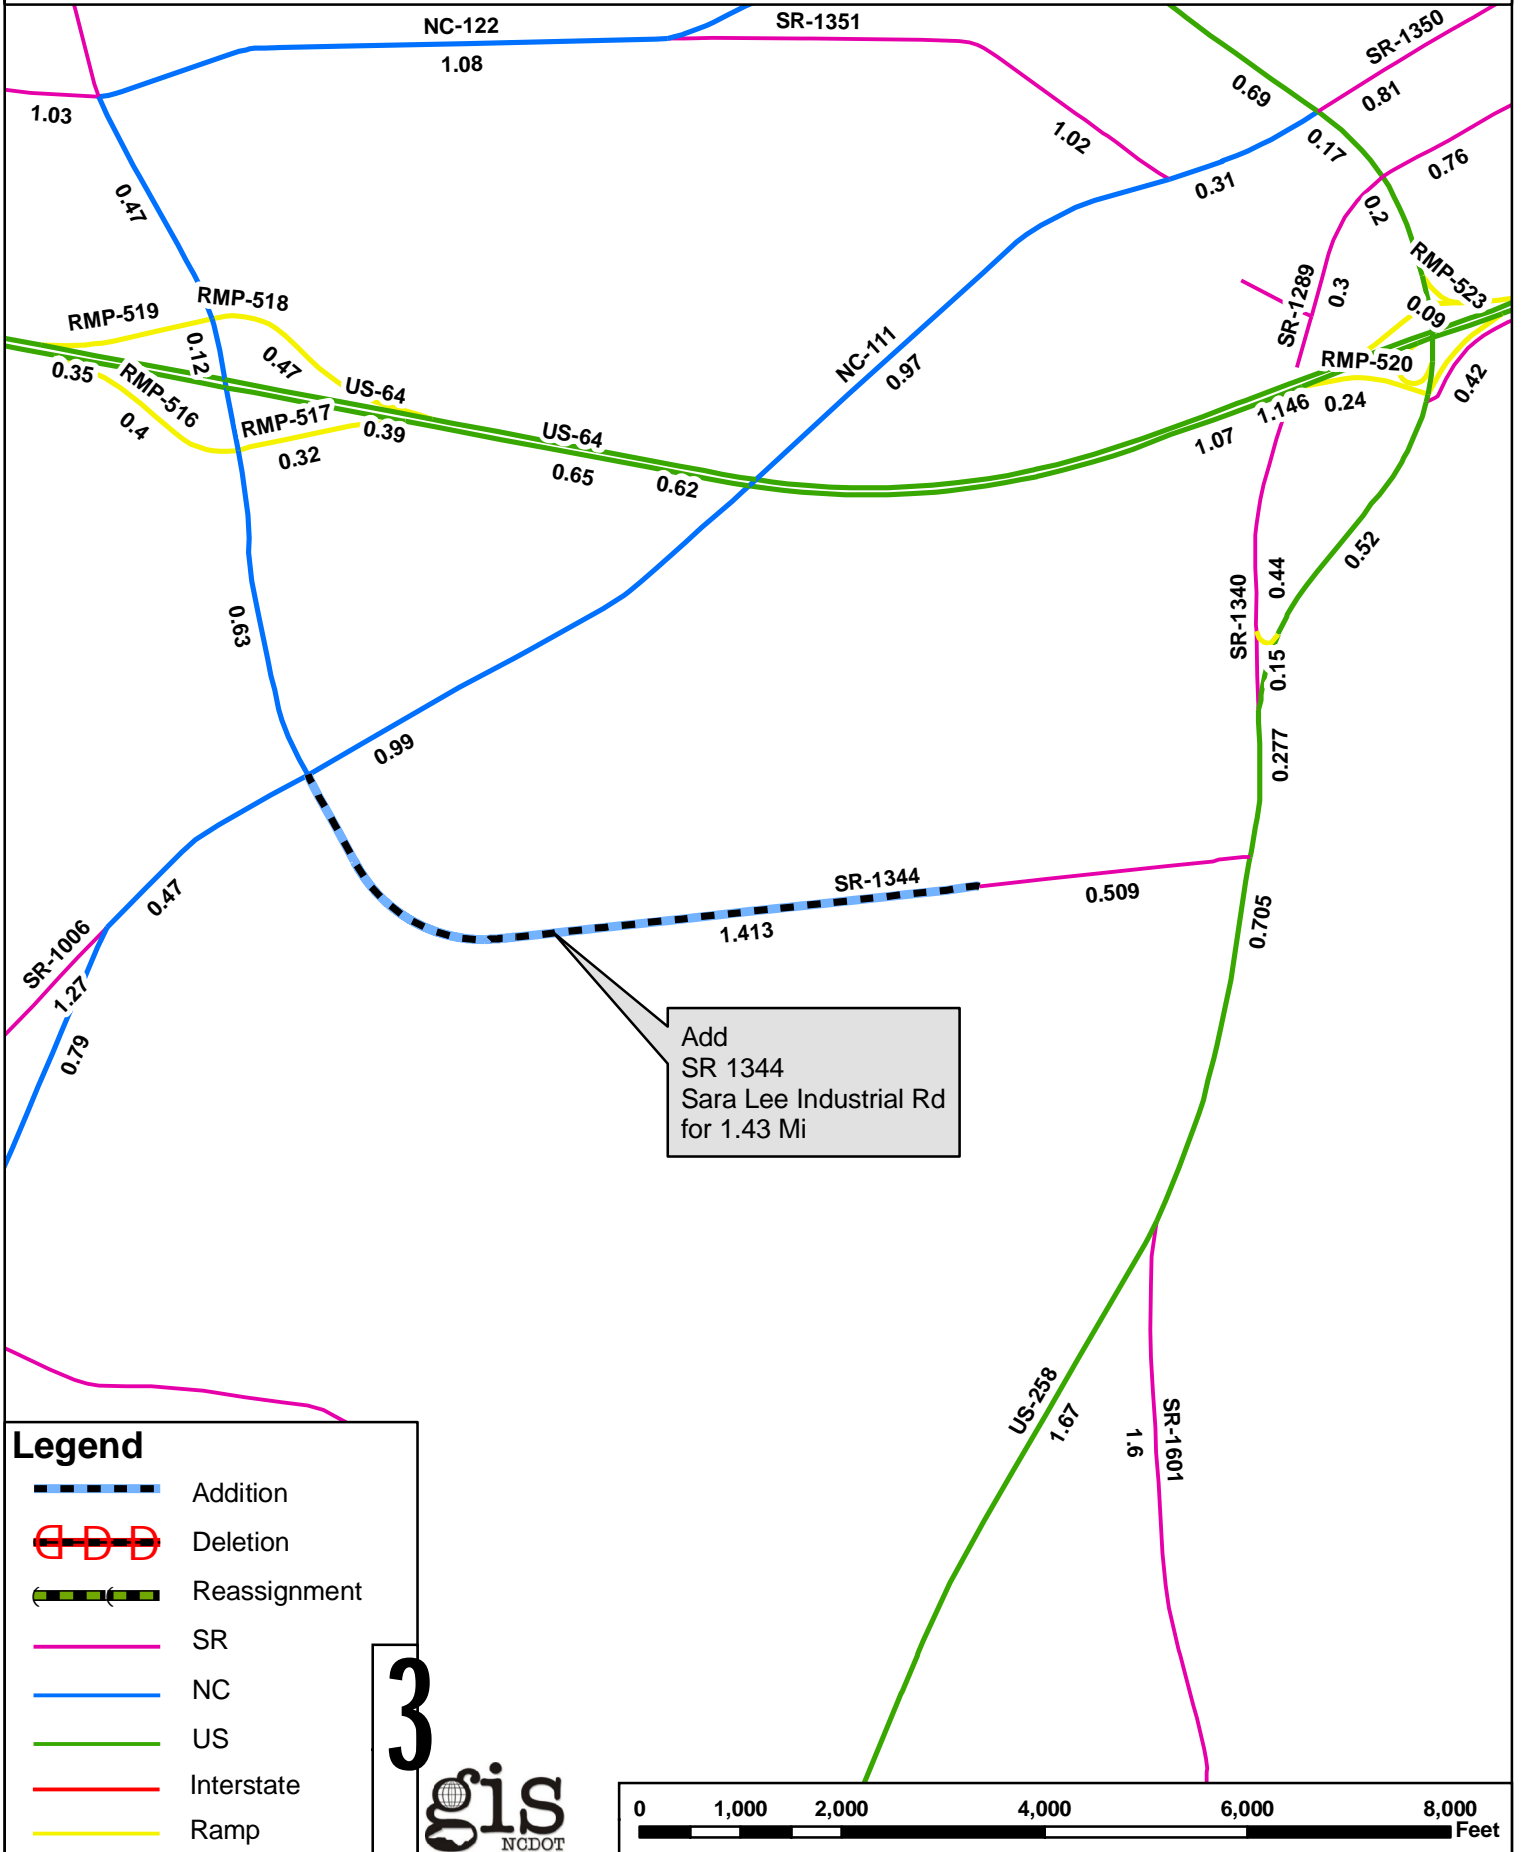 NC-122
SR-1351
SR-1350
1.08
1.03
0.69
0.81
1.02
0.17
0.76
0.47
0.31
0.2
RMP-523
RMP-519
RMP-518
SR-1289
0.3
0.09
0.12
0.47
NC-111
0.97
RMP-520
0.35
RMP-516
US-64
0.42
0.4
RMP-517
0.39
US-64
1.146
0.24
0.32
0.65
0.62
1.07
0.52
0.63
SR-1340
0.44
0.15
0.99
0.277
0.47
SR-1344
0.509
1.413
0.705
SR-1006
1.27
0.79
Add
SR 1344
Sara Lee Industrial Rd
for 1.43 Mi
US-258
1.67
SR-1601
1.6
Legend
Addition
D D D
Deletion
Reassignment
SR
NC
US
Interstate
Ramp
3
gis
NCDOT
0 1,000 2,000 4,000 6,000 8,000
Feet